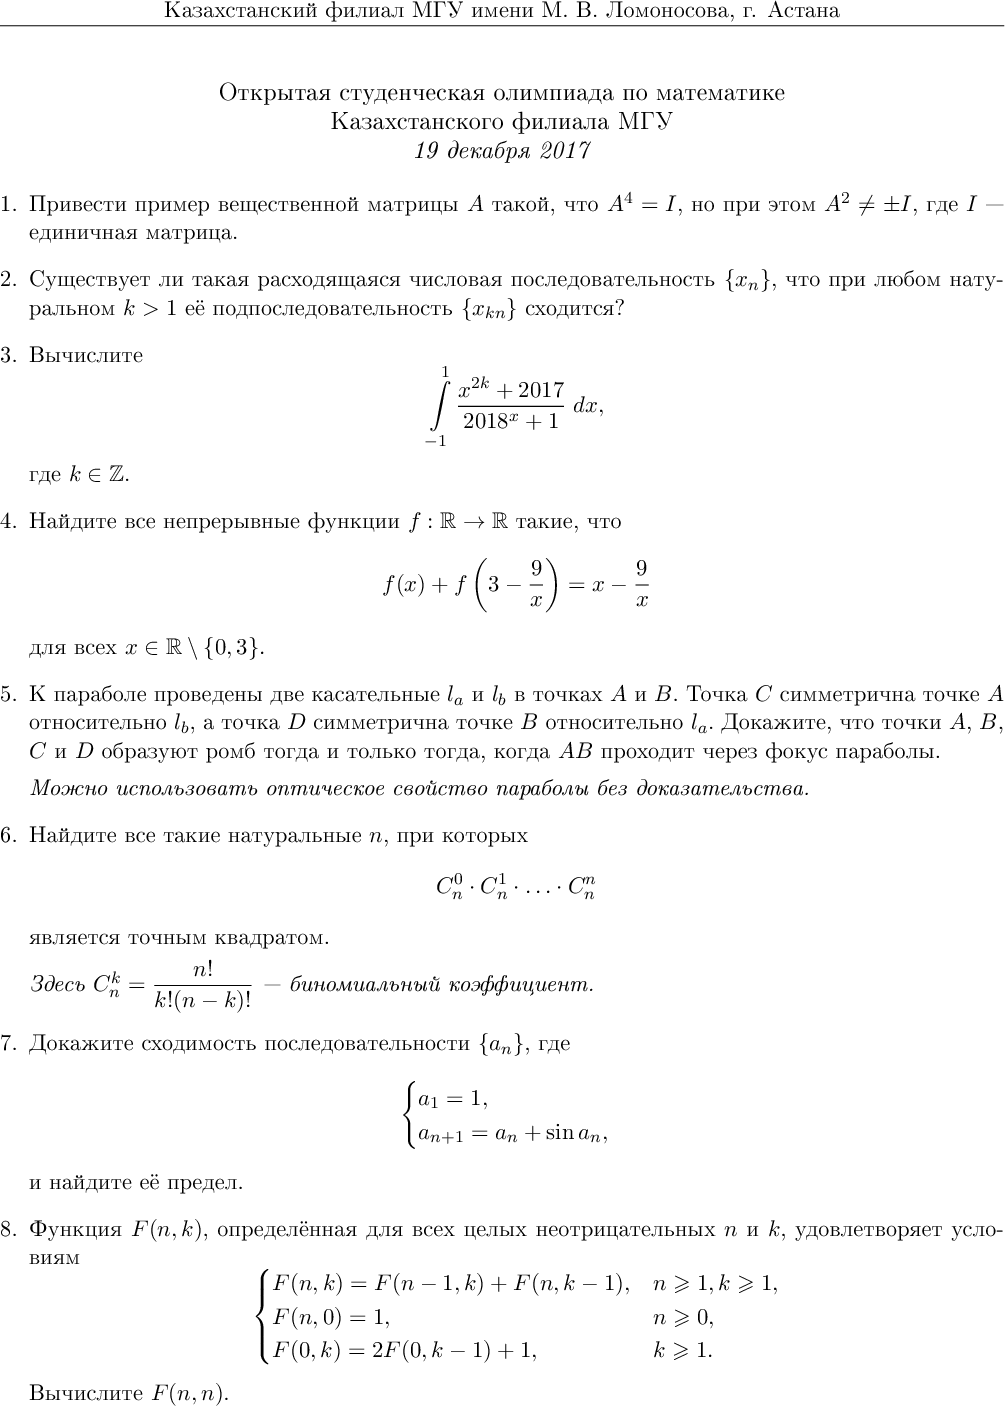 Казахстанский филиал МГУ имени М. В. Ломоносова, г. Астана
Открытая студенческая олимпиада по математике
Казахстанского филиала МГУ
19 декабря 2017
1. Привести пример вещественной матрицы $A$ такой, что $A^4 = I$, но при этом $A^2 \neq \pm I$, где $I$ —
единичная матрица.
2. Существует ли такая расходящаяся числовая последовательность $\{x_n\}$, что при любом нату-
ральном $k > 1$ её подпоследовательность $\{x_{kn}\}$ сходится?
3. Вычислите
$$\int\limits_{-1}^{1} \frac{x^{2k} + 2017}{2018^x + 1} \, dx,$$
где $k \in \mathbb{Z}$.
4. Найдите все непрерывные функции $f : \mathbb{R} \to \mathbb{R}$ такие, что
$$f(x) + f\left(3 - \frac{9}{x}\right) = x - \frac{9}{x}$$
для всех $x \in \mathbb{R} \setminus \{0, 3\}$.
5. К параболе проведены две касательные $l_a$ и $l_b$ в точках $A$ и $B$. Точка $C$ симметрична точке $A$
относительно $l_b$, а точка $D$ симметрична точке $B$ относительно $l_a$. Докажите, что точки $A$, $B$,
$C$ и $D$ образуют ромб тогда и только тогда, когда $AB$ проходит через фокус параболы.
Можно использовать оптическое свойство параболы без доказательства.
6. Найдите все такие натуральные $n$, при которых
$$C_n^0 \cdot C_n^1 \cdot \ldots \cdot C_n^n$$
является точным квадратом.
Здесь $C_n^k = \frac{n!}{k!(n-k)!}$ — биномиальный коэффициент.
7. Докажите сходимость последовательности $\{a_n\}$, где
$$\begin{cases} a_1 = 1, \\ a_{n+1} = a_n + \sin a_n, \end{cases}$$
и найдите её предел.
8. Функция $F(n, k)$, определённая для всех целых неотрицательных $n$ и $k$, удовлетворяет усло-
виям
$$\begin{cases} F(n, k) = F(n-1, k) + F(n, k-1), & n \geqslant 1, k \geqslant 1, \\ F(n, 0) = 1, & n \geqslant 0, \\ F(0, k) = 2F(0, k-1) + 1, & k \geqslant 1. \end{cases}$$
Вычислите $F(n, n)$.